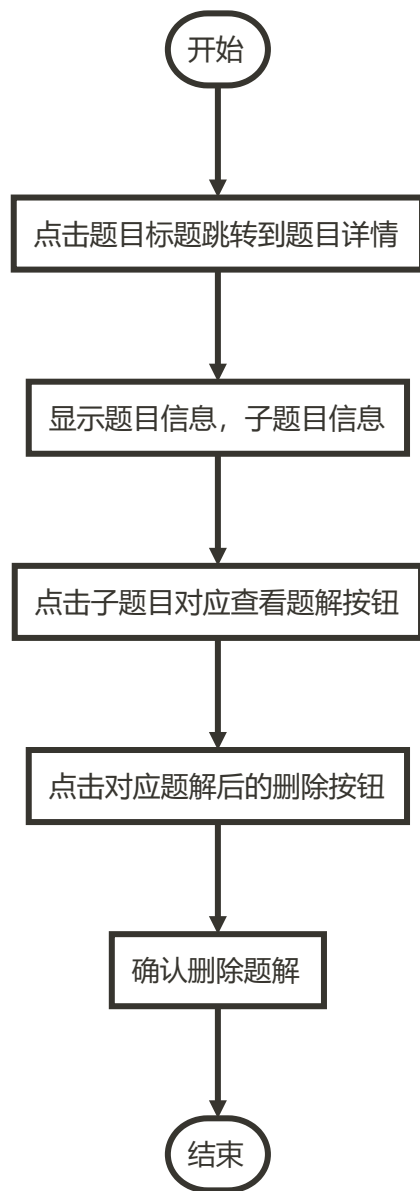 开始
点击题目标题跳转到题目详情
显示题目信息，子题目信息
点击子题目对应查看题解按钮
点击对应题解后的删除按钮
确认删除题解
结束